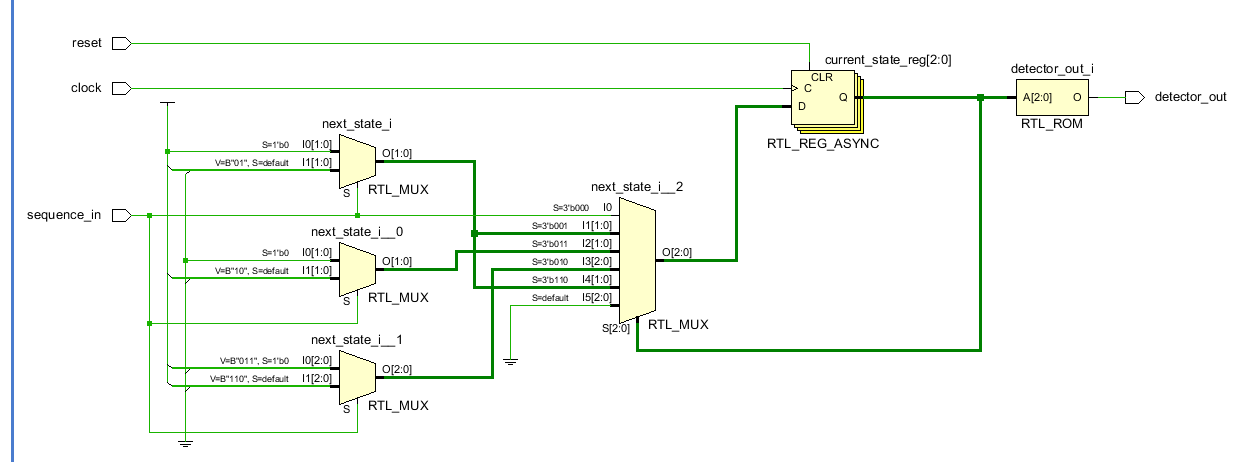 reset
clock
sequence_in
next_state_i
S=1'b0 I0[1:0]
V=B"01", S=default I1[1:0]
O[1:0]
S
RTL_MUX
next_state_i__0
S=1'b0 I0[1:0]
V=B"10", S=default I1[1:0]
O[1:0]
S
RTL_MUX
next_state_i__1
V=B"011", S=1'b0 I0[2:0]
V=B"110", S=default I1[2:0]
O[2:0]
S
RTL_MUX
next_state_i__2
S=3'b000 I0
S=3'b001 I1[1:0]
S=3'b011 I2[1:0]
S=3'b010 I3[2:0]
S=3'b110 I4[1:0]
S=default I5[2:0]
O[2:0]
S[2:0]
RTL_MUX
current_state_reg[2:0]
CLR
C
D
Q
RTL_REG_ASYNC
detector_out_i
A[2:0] O
RTL_ROM
detector_out